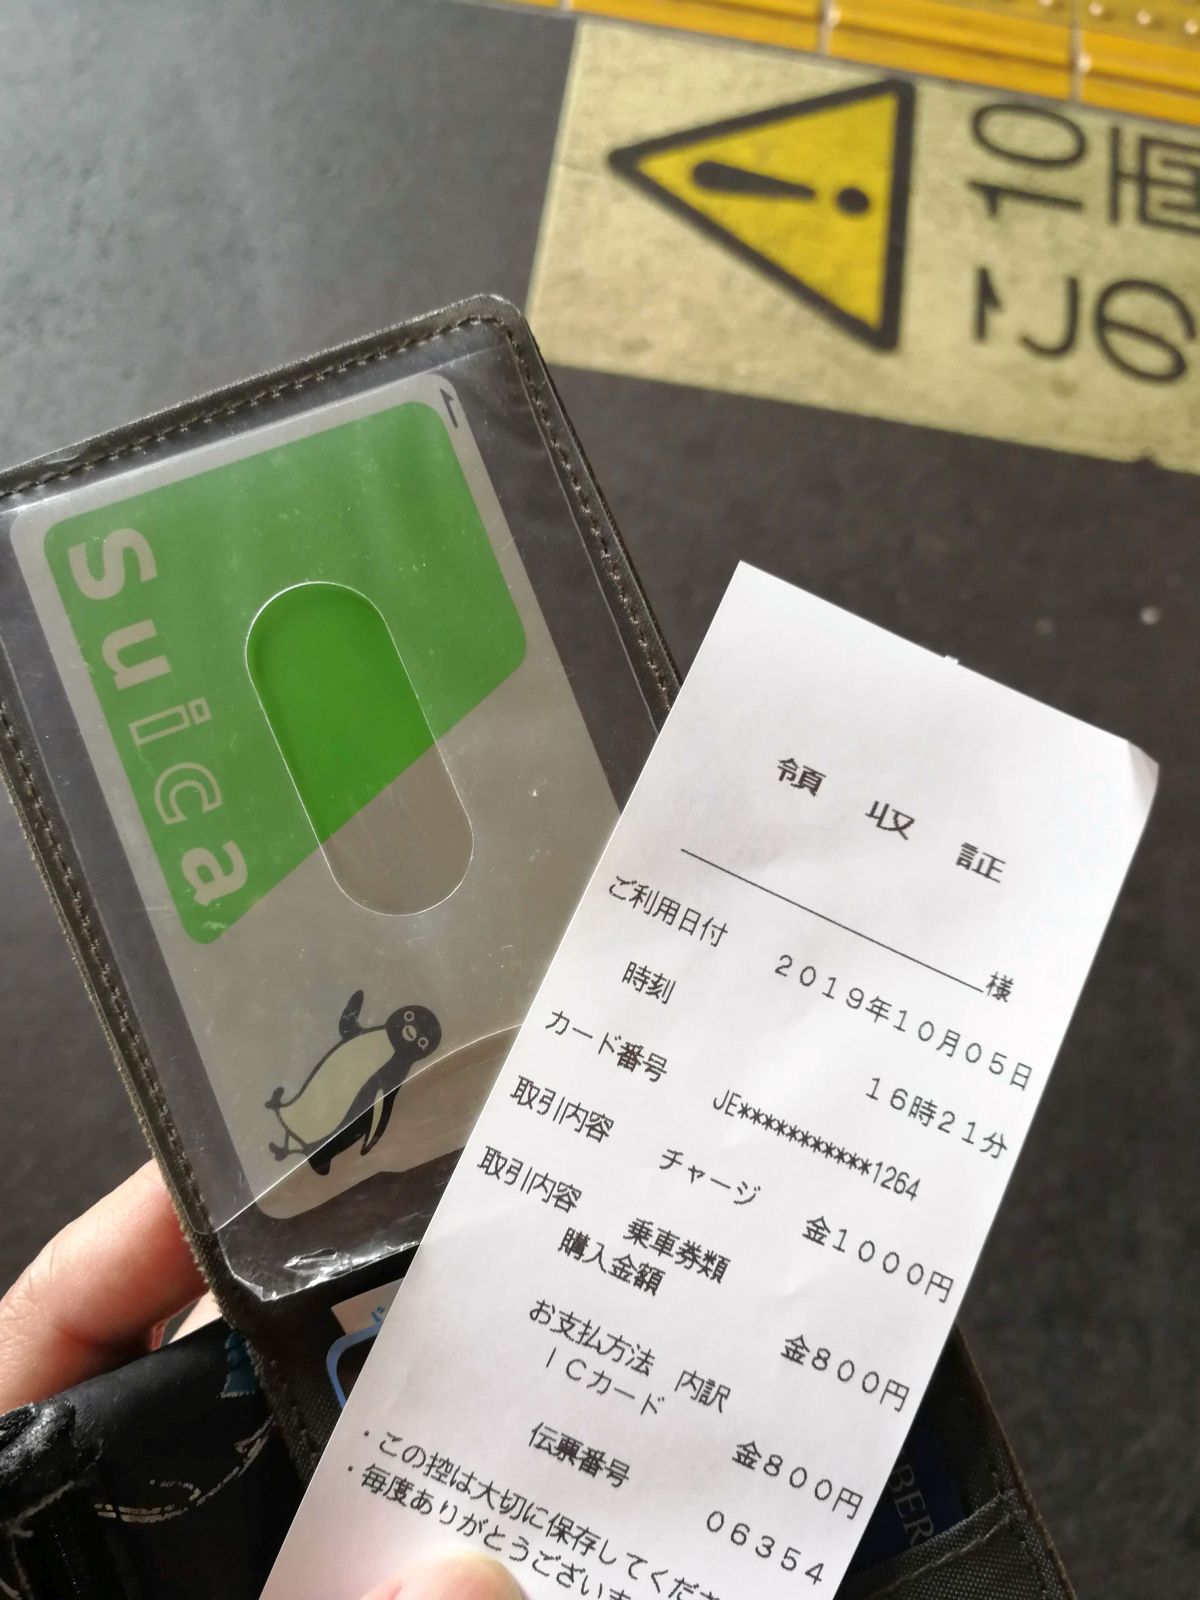 Suica
領収証
様
ご利用日付 2019年10月05日
時刻 16時21分
カード番号 JE***********1264
取引内容 チャージ 金1000円
取引内容 乗車券類
購入金額 金800円
お支払方法 内訳
ICカード 金800円
伝票番号 06354
・この控は大切に保存してくださ
・毎度ありがとうございま
BER